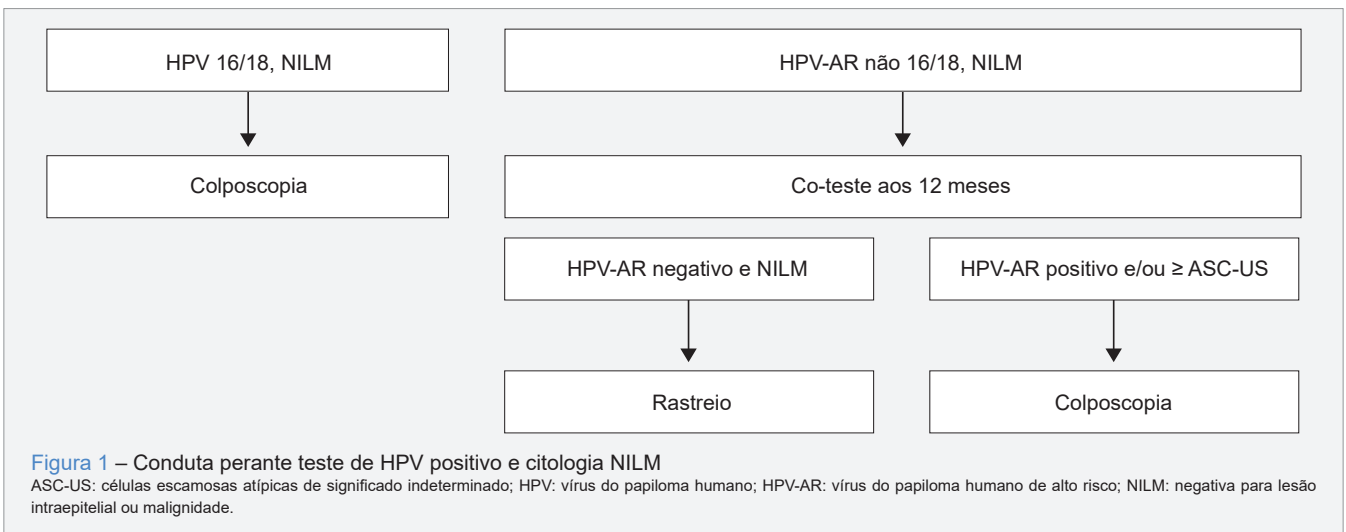 HPV 16/18, NILM
HPV-AR não 16/18, NILM
Colposcopia
Co-teste aos 12 meses
HPV-AR negativo e NILM
HPV-AR positivo e/ou ≥ ASC-US
Rastreio
Colposcopia
Figura 1 – Conduta perante teste de HPV positivo e citologia NILM
ASC-US: células escamosas atípicas de significado indeterminado; HPV: vírus do papiloma humano; HPV-AR: vírus do papiloma humano de alto risco; NILM: negativa para lesão
intraepitelial ou malignidade.